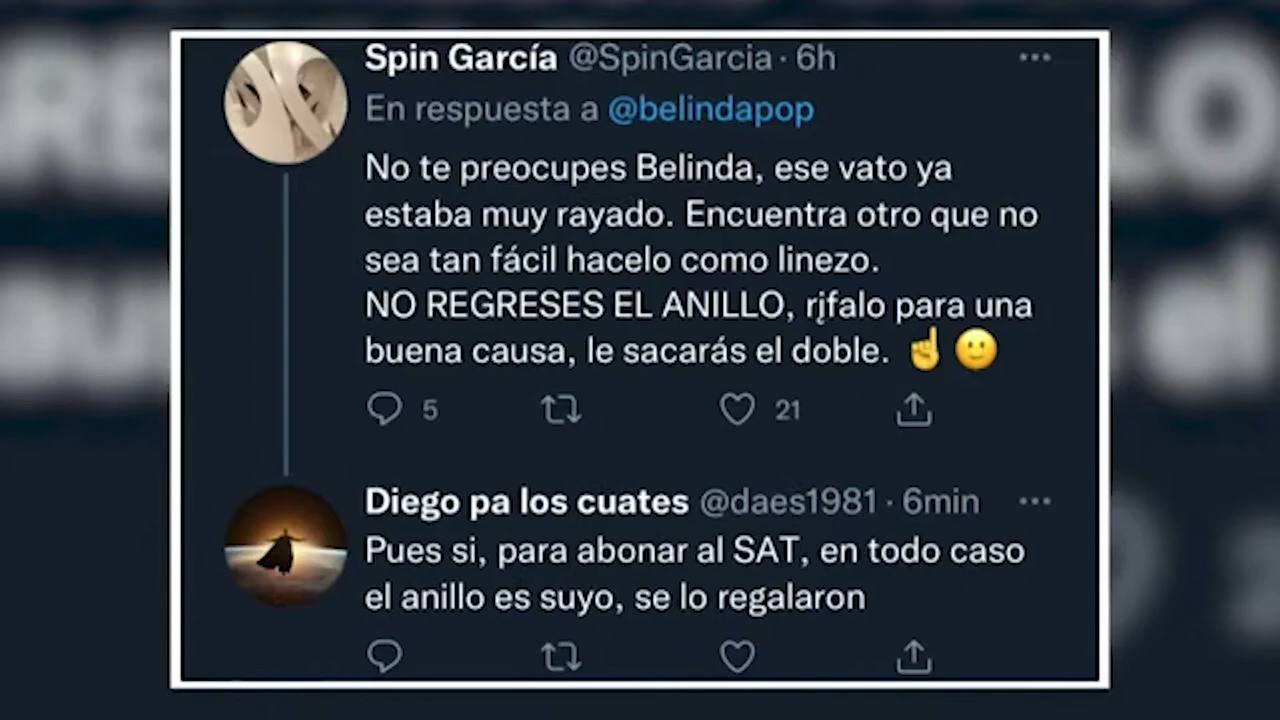 Spin García @SpinGarcia · 6h
En respuesta a @belindapop
No te preocupes Belinda, ese vato ya
estaba muy rayado. Encuentra otro que no
sea tan fácil hacelo como linezo.
NO REGRESES EL ANILLO, rifalo para una
buena causa, le sacarás el doble. ☝️🙂
5 21
Diego pa los cuates @daes1981 · 6min
Pues si, para abonar al SAT, en todo caso
el anillo es suyo, se lo regalaron